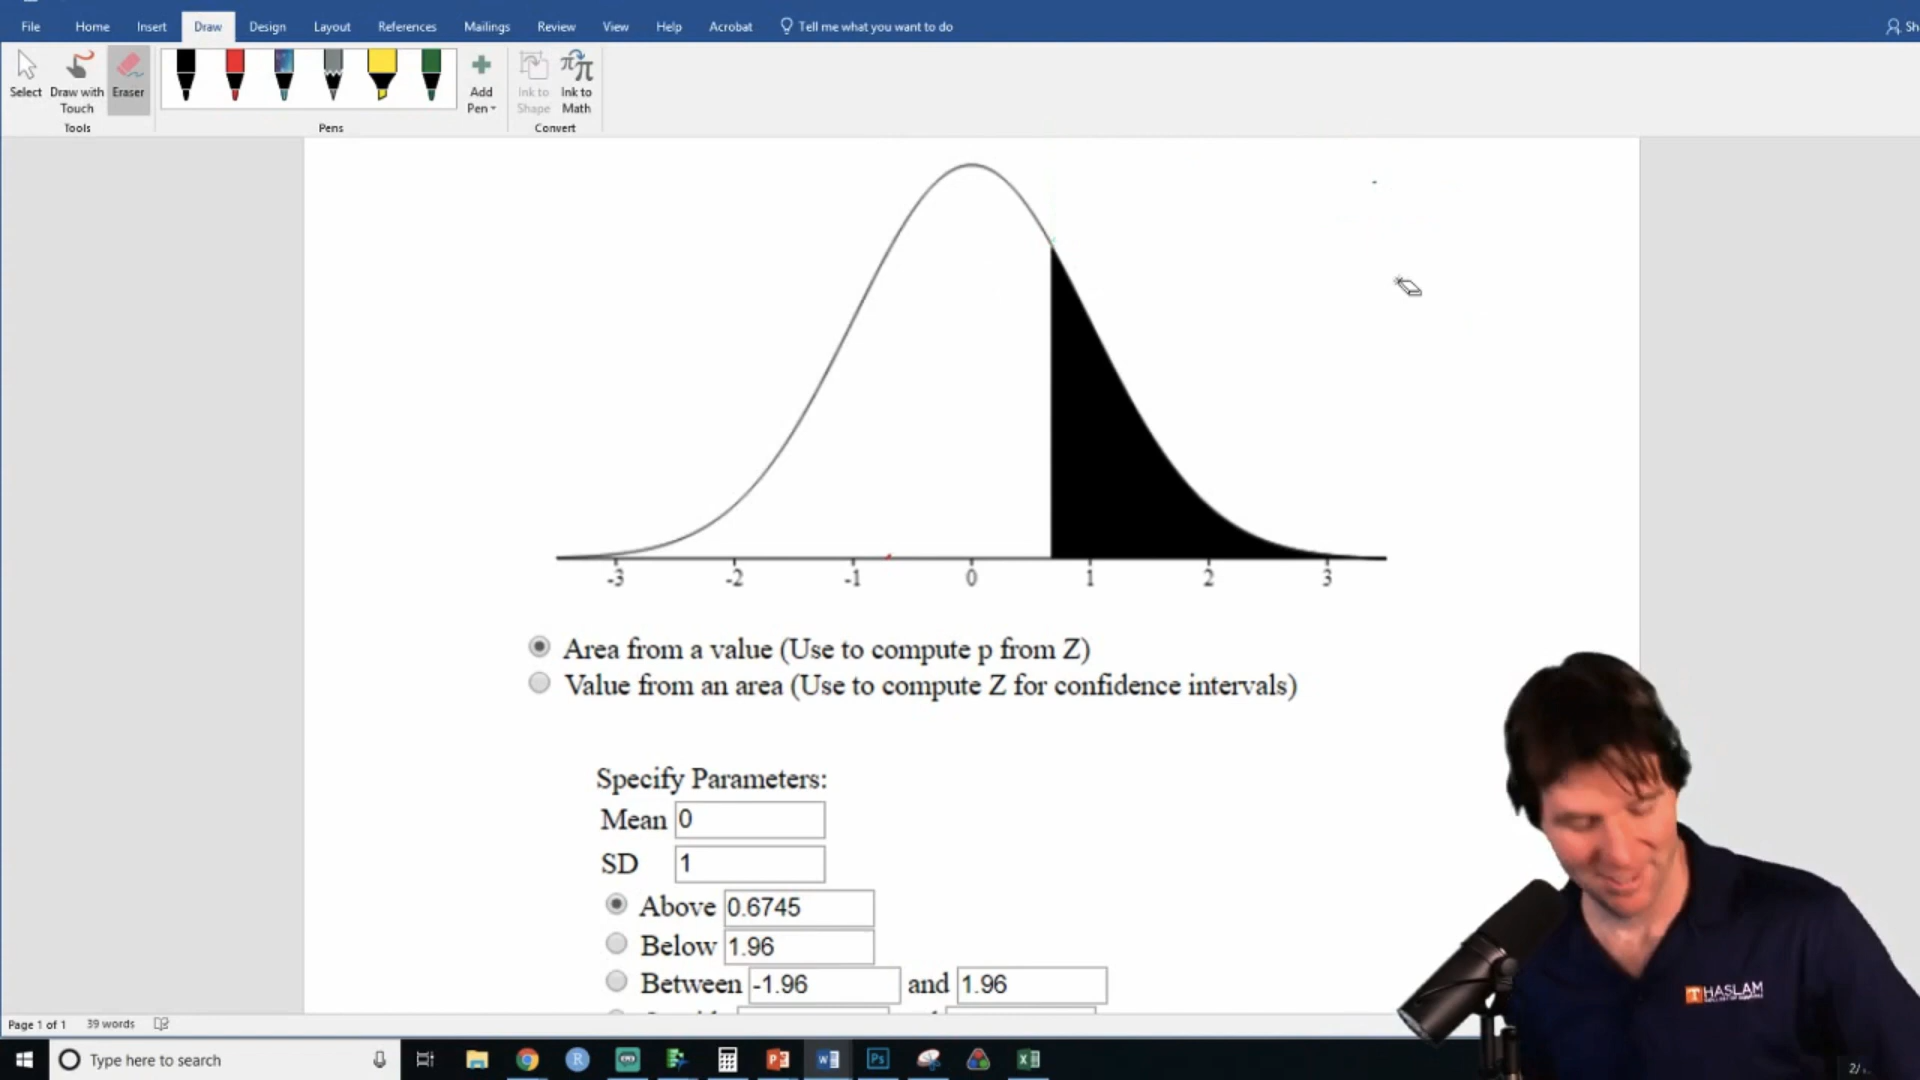 File Home Insert Draw Design Layout References Mailings Review View Help Acrobat Tell me what you want to do
Select Draw with Touch Eraser Add Pen Ink to Shape Ink to Math
Tools Pens Convert
-3 -2 -1 0 1 2 3
Area from a value (Use to compute p from Z)
Value from an area (Use to compute Z for confidence intervals)
Specify Parameters:
Mean 0
SD 1
Above 0.6745
Below 1.96
Between -1.96 and 1.96
T HASLAM
Page 1 of 1 39 words
Type here to search